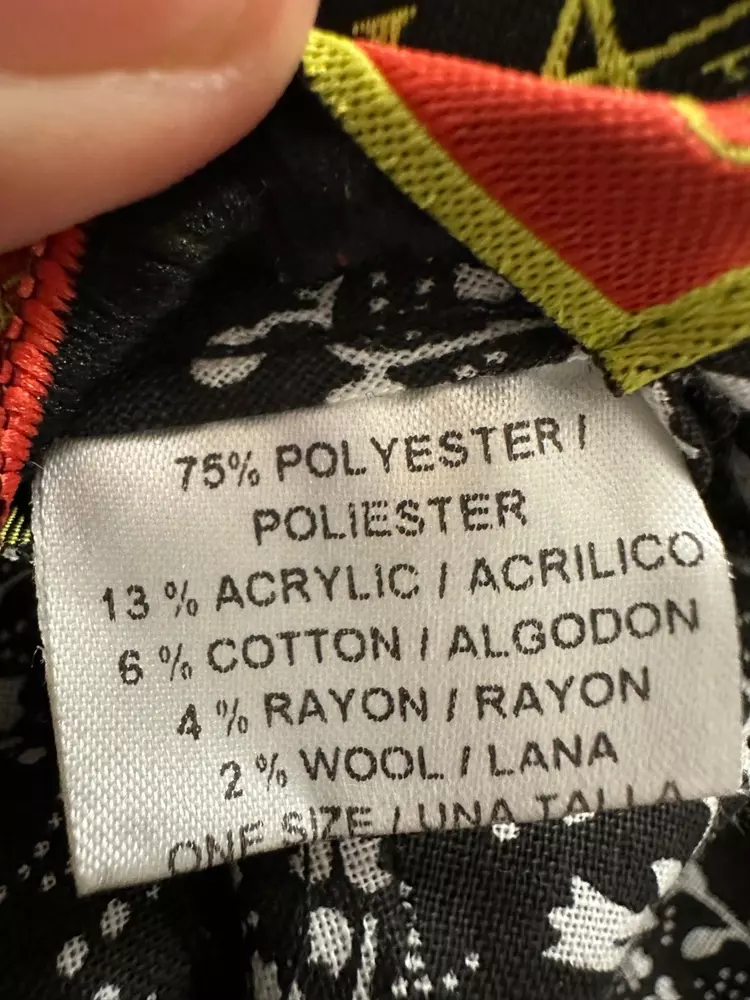 75% POLYESTER /
POLIESTER
13 % ACRYLIC / ACRILICO
6 % COTTON / ALGODON
4 % RAYON / RAYON
2 % WOOL / LANA
ONE SIZE / UNA TALLA